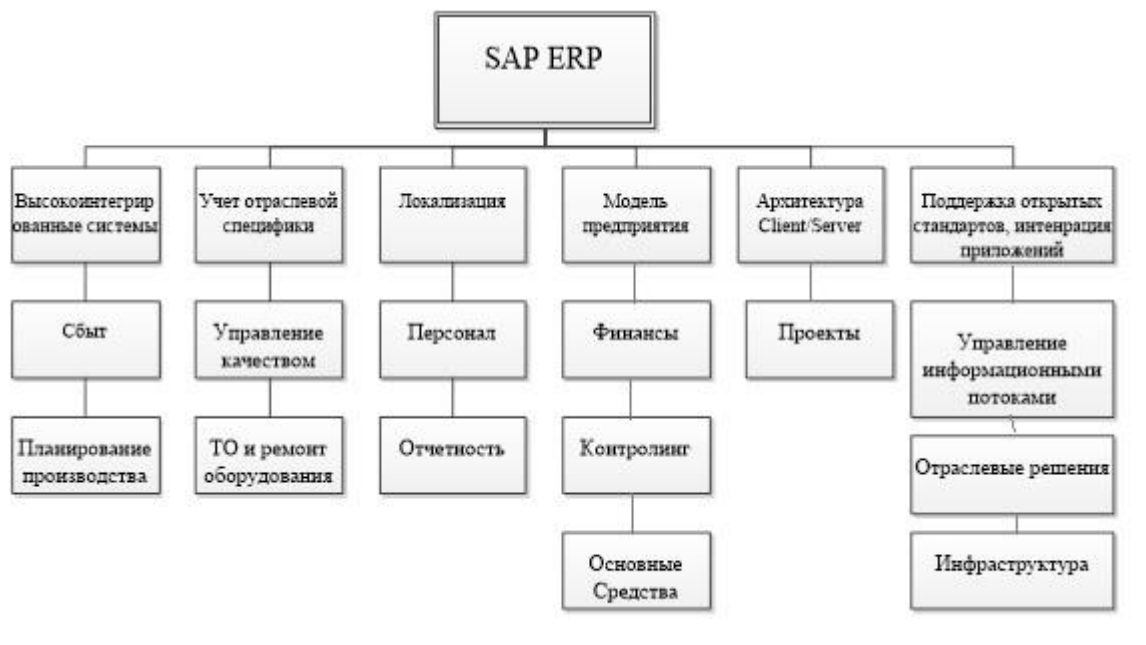 SAP ERP
Высокоинтегрир
ованные системы
Учет отраслевой
специфики
Локализация
Модель
предприятия
Архитектура
Client/Server
Поддержка открытых
стандартов, интенрация
приложений
Сбыт
Управление
качеством
Персонал
Финансы
Проекты
Управление
информационными
потоками
Планирование
производства
ТО и ремонт
оборудования
Отчетность
Контролинг
Отраслевые решения
Основные
Средства
Инфраструктура